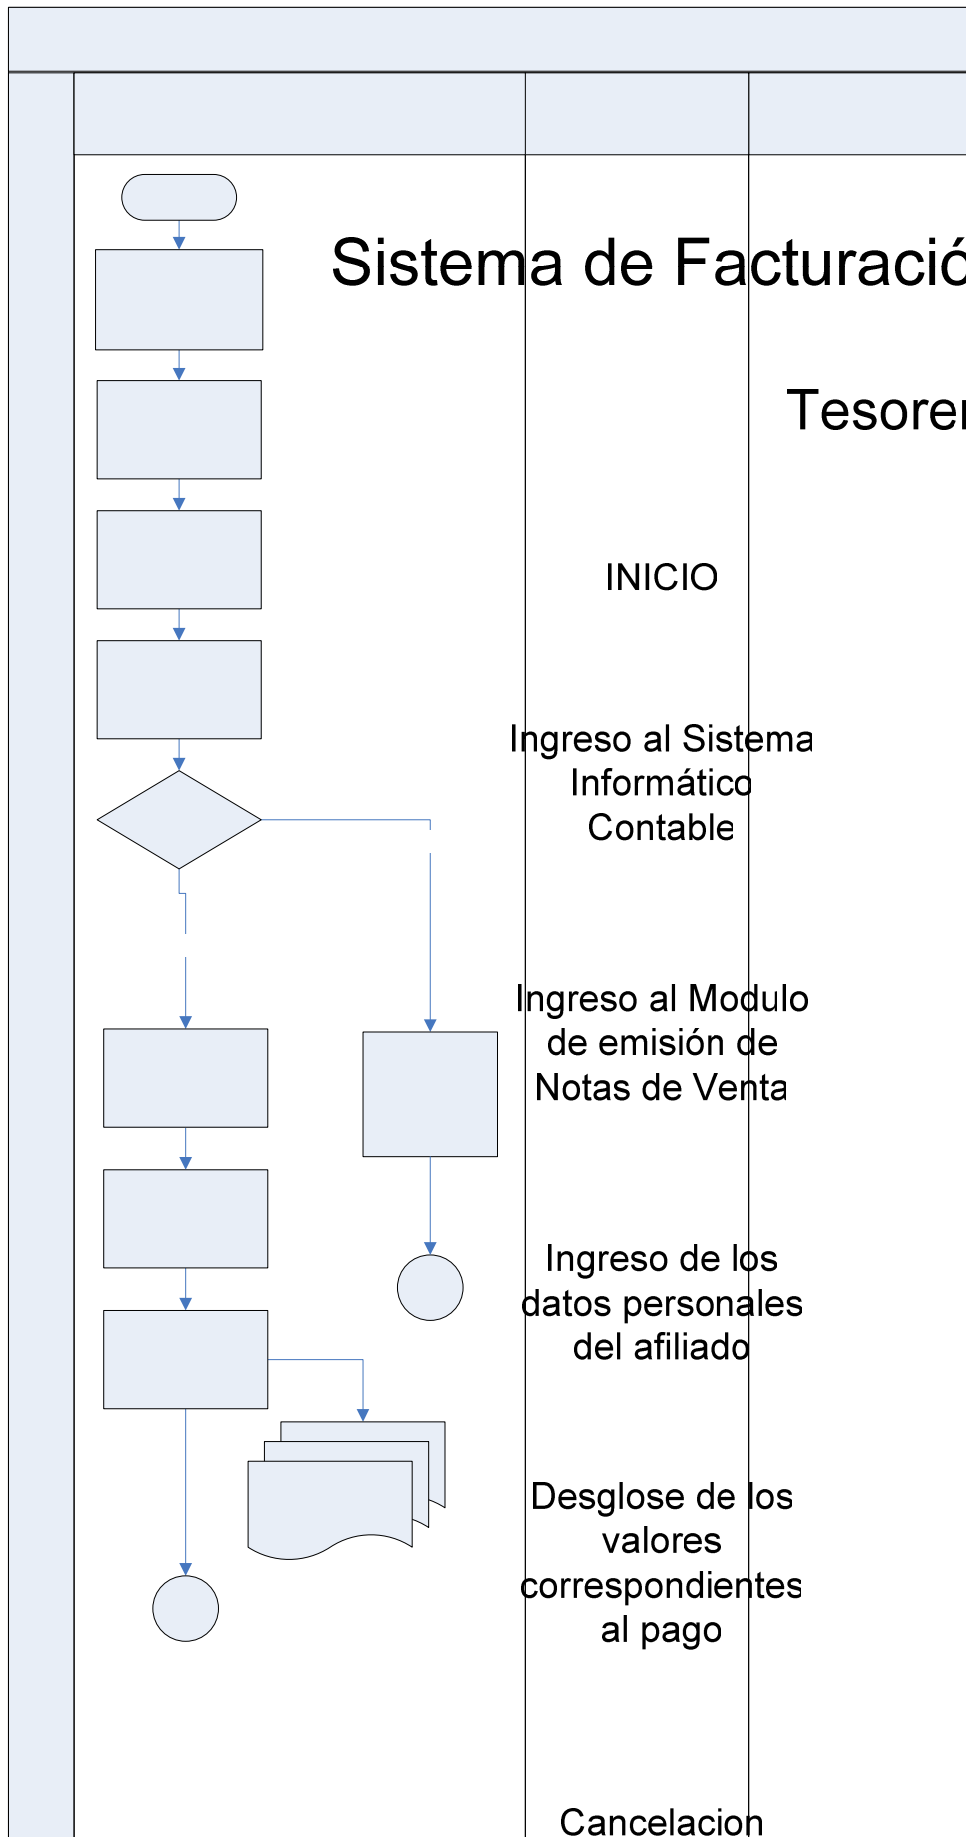 Sistema de Facturació
Tesorer
INICIO
Ingreso al Sistema
Informático
Contable
Ingreso al Modulo
de emisión de
Notas de Venta
Ingreso de los
datos personales
del afiliado
Desglose de los
valores
correspondientes
al pago
Cancelacion